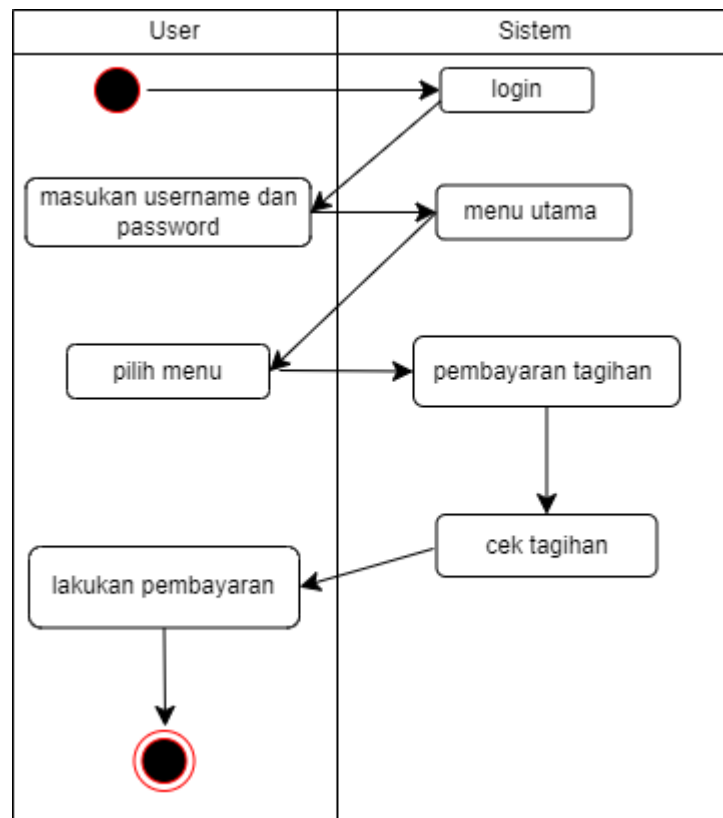 User
Sistem
login
masukan username dan
password
menu utama
pilih menu
pembayaran tagihan
cek tagihan
lakukan pembayaran